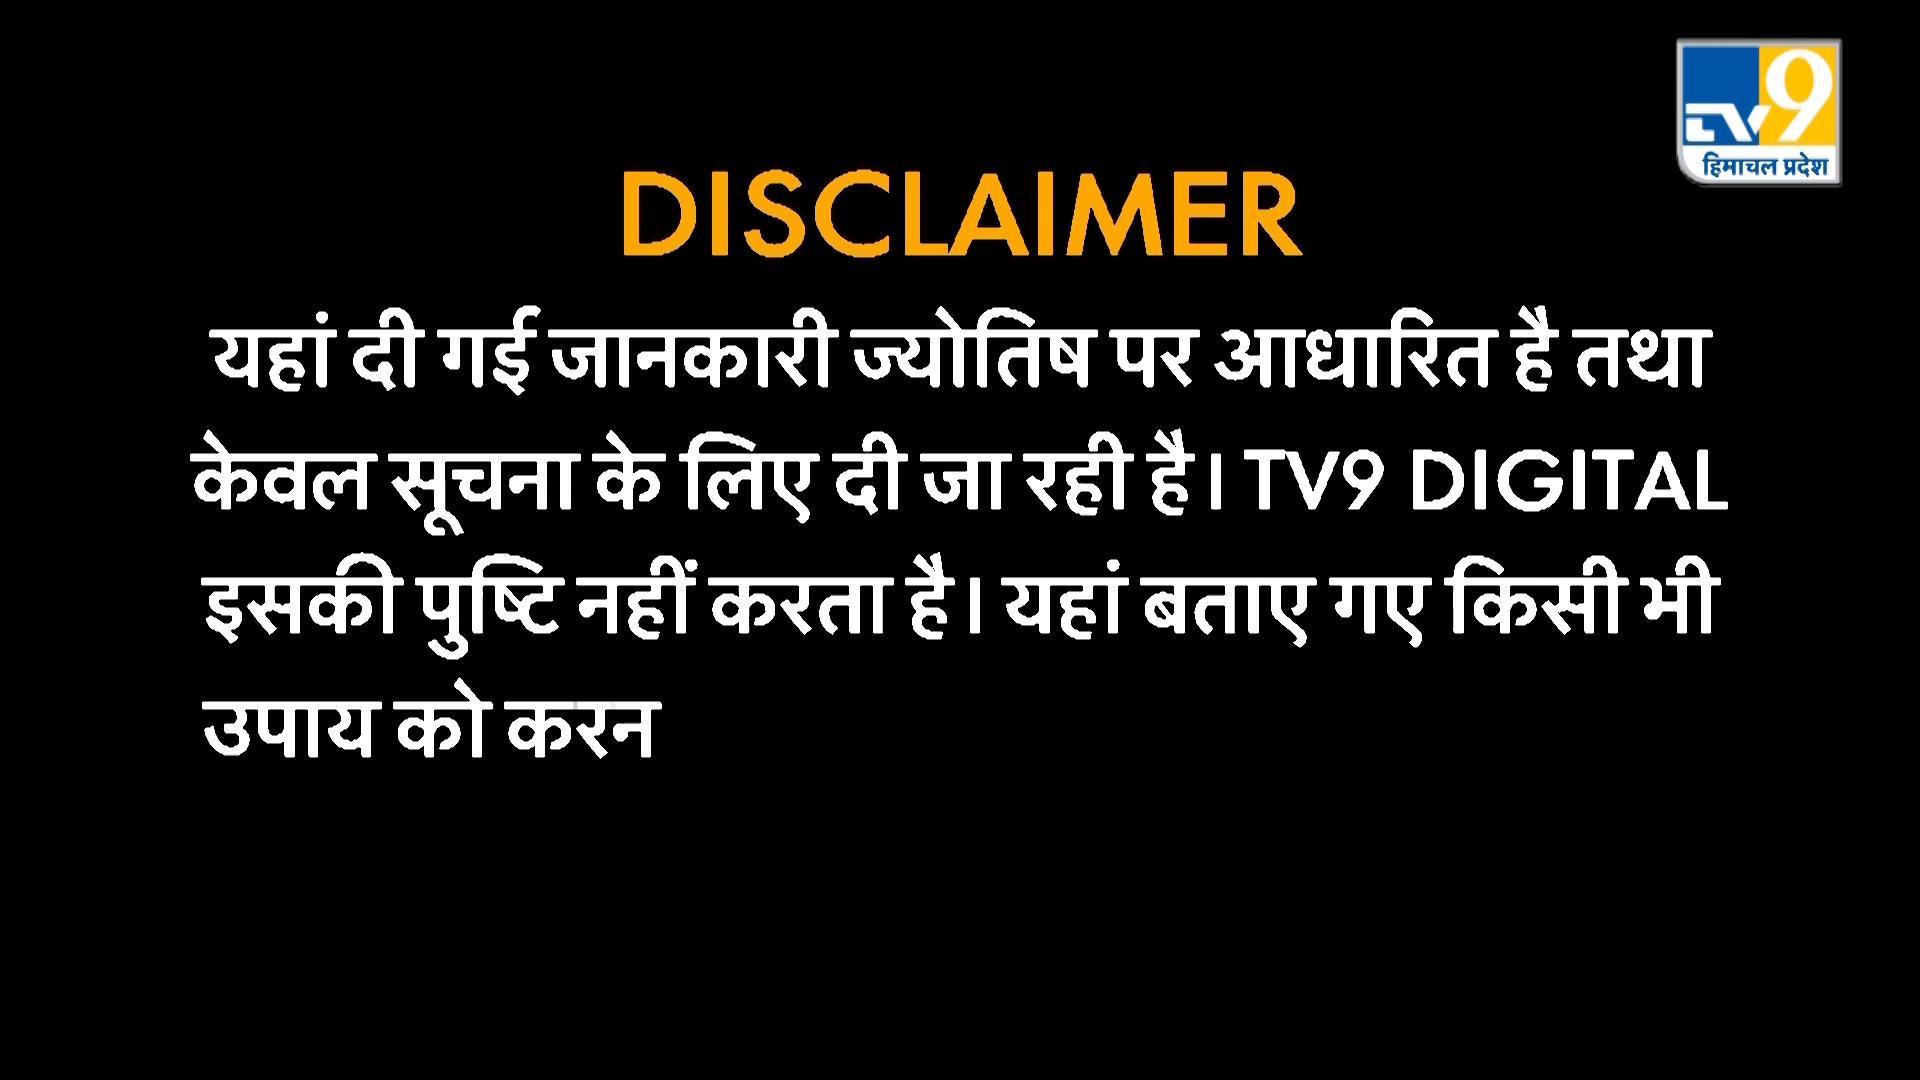 TV9
हिमाचल प्रदेश
DISCLAIMER
यहां दी गई जानकारी ज्योतिष पर आधारित है तथा
केवल सूचना के लिए दी जा रही है। TV9 DIGITAL
इसकी पुष्टि नहीं करता है। यहां बताए गए किसी भी
उपाय को करन